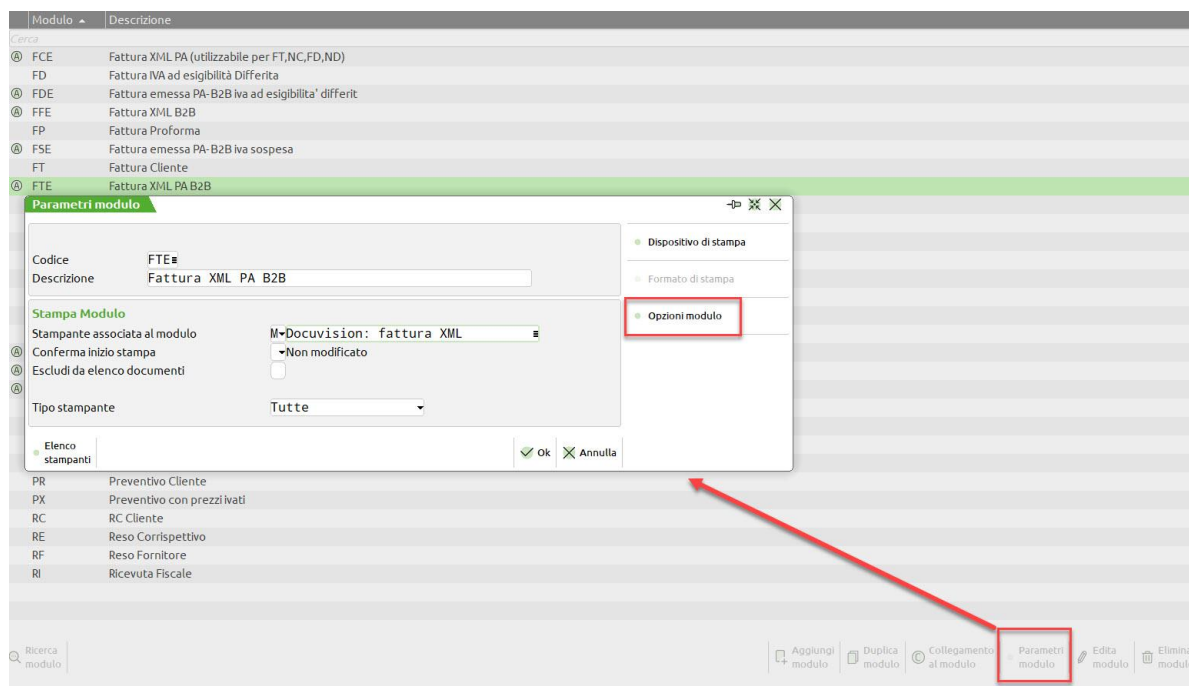 Modulo Descrizione
Cerca
Ⓐ FCE Fattura XML PA (utilizzabile per FT,NC,FD,ND)
FD Fattura IVA ad esigibilità Differita
Ⓐ FDE Fattura emessa PA-B2B iva ad esigibilita' differit
Ⓐ FFE Fattura XML B2B
FP Fattura Proforma
Ⓐ FSE Fattura emessa PA-B2B iva sospesa
FT Fattura Cliente
Ⓐ FTE Fattura XML PA B2B
Parametri modulo
Dispositivo di stampa
Codice FTE
Descrizione Fattura XML PA B2B
Formato di stampa
Stampa Modulo
Opzioni modulo
Stampante associata al modulo M Docuvision: fattura XML
Ⓐ Conferma inizio stampa Non modificato
Ⓐ Escludi da elenco documenti
Ⓐ
Tipo stampante Tutte
Elenco
stampanti
Ok Annulla
PR Preventivo Cliente
PX Preventivo con prezzi ivati
RC RC Cliente
RE Reso Corrispettivo
RF Reso Fornitore
RI Ricevuta Fiscale
Ricerca
modulo
Aggiungi
modulo
Duplica
modulo
Collegamento
al modulo
Parametri
modulo
Edita
modulo
Elimina
modul